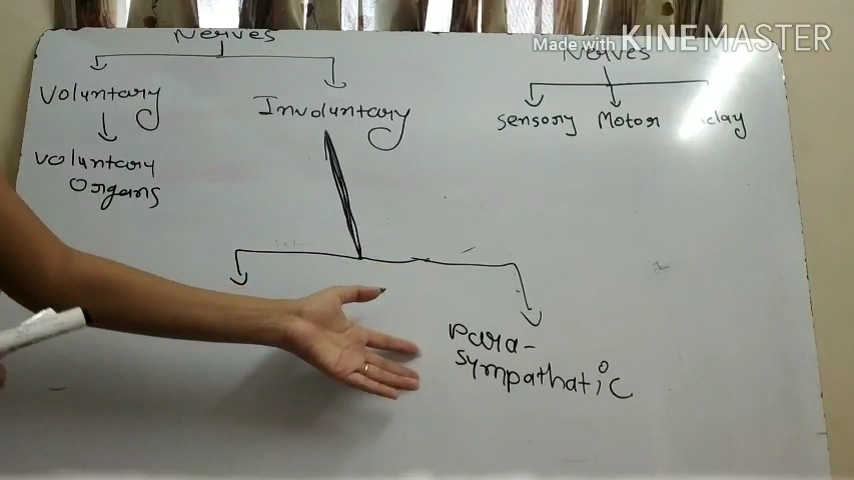 Made with KINEMASTER
Nerves
Voluntary
Involuntary
Voluntary
Organs
Para-
Sympathatic
Nerves
Sensory Motor